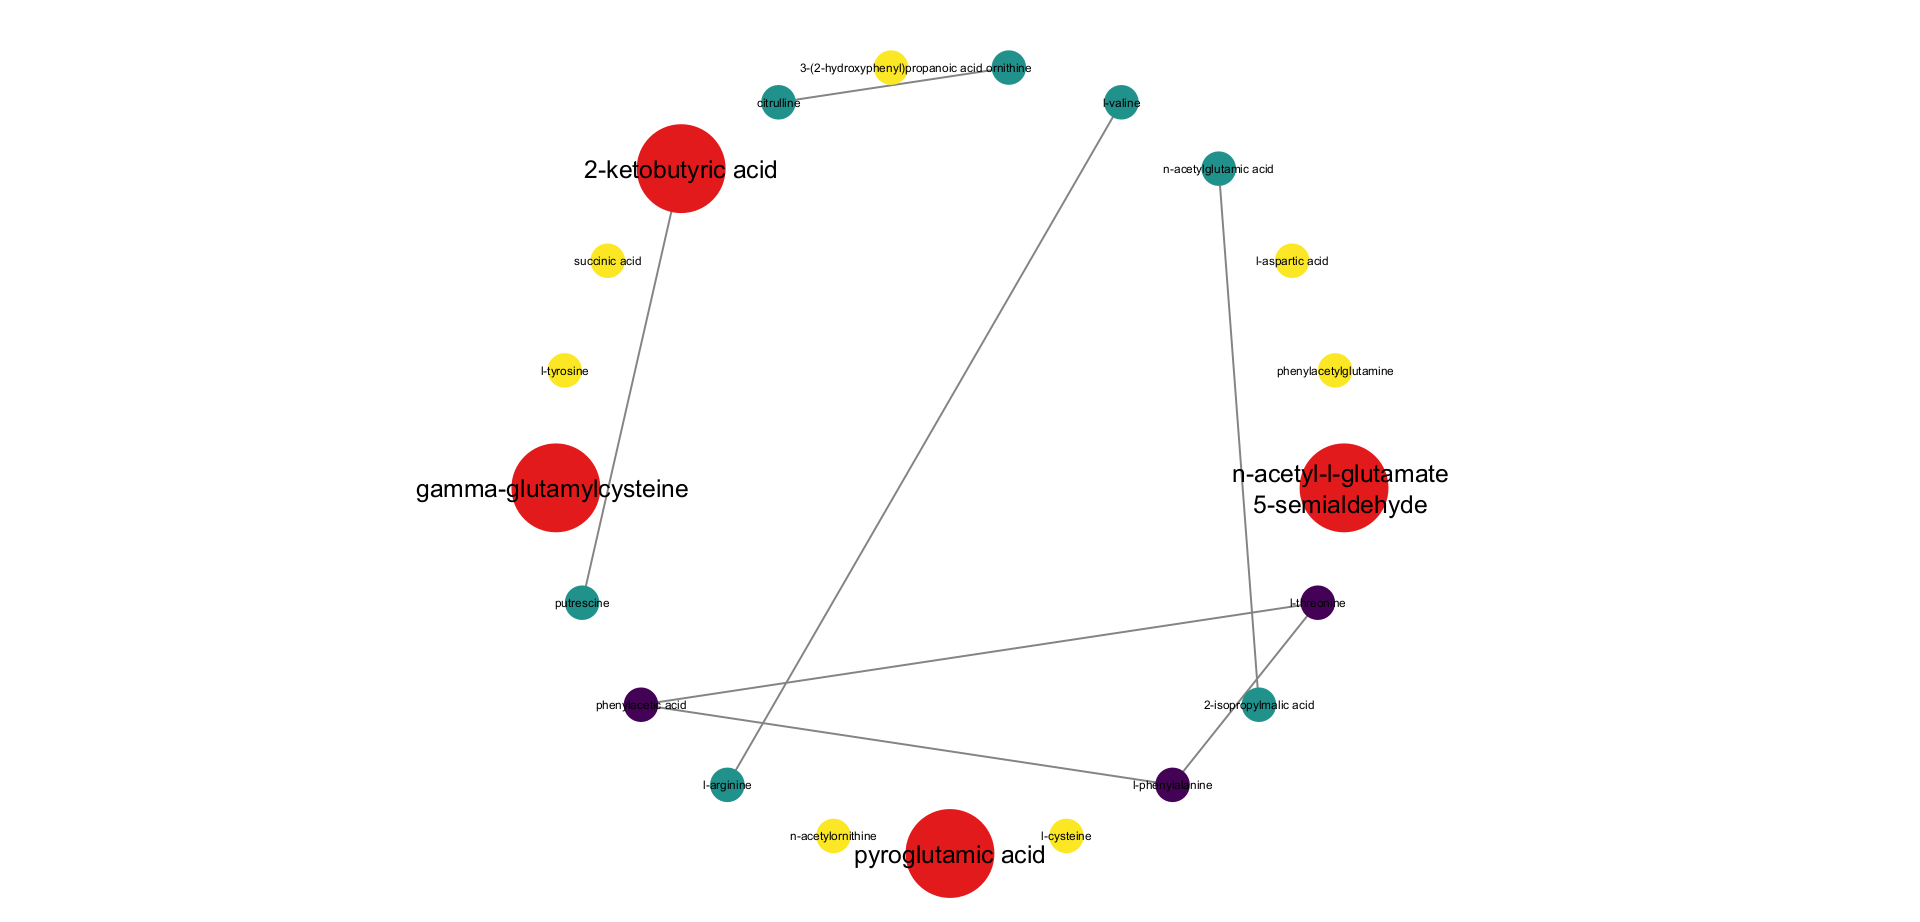 3-(2-hydroxyphenyl)propanoic acid
ornithine
citrulline
l-valine
2-ketobutyric acid
n-acetylglutamic acid
succinic acid
l-aspartic acid
l-tyrosine
phenylacetylglutamine
gamma-glutamylcysteine
n-acetyl-l-glutamate
5-semialdehyde
putrescine
l-threonine
phenylacetic acid
2-isopropylmalic acid
l-arginine
l-phenylalanine
n-acetylornithine
pyroglutamic acid
l-cysteine